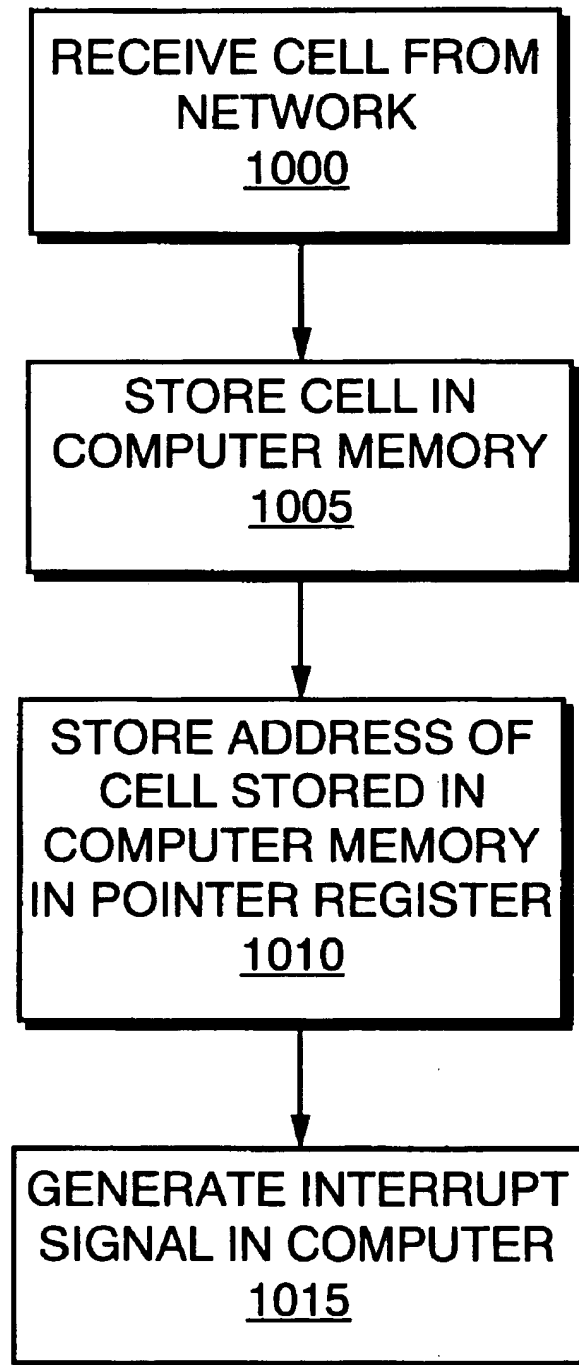 RECEIVE CELL FROM
NETWORK
1000
STORE CELL IN
COMPUTER MEMORY
1005
STORE ADDRESS OF
CELL STORED IN
COMPUTER MEMORY
IN POINTER REGISTER
1010
GENERATE INTERRUPT
SIGNAL IN COMPUTER
1015